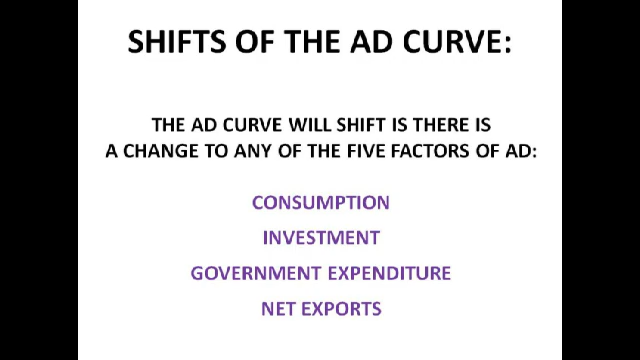 SHIFTS OF THE AD CURVE:
THE AD CURVE WILL SHIFT IS THERE IS
A CHANGE TO ANY OF THE FIVE FACTORS OF AD:
CONSUMPTION
INVESTMENT
GOVERNMENT EXPENDITURE
NET EXPORTS